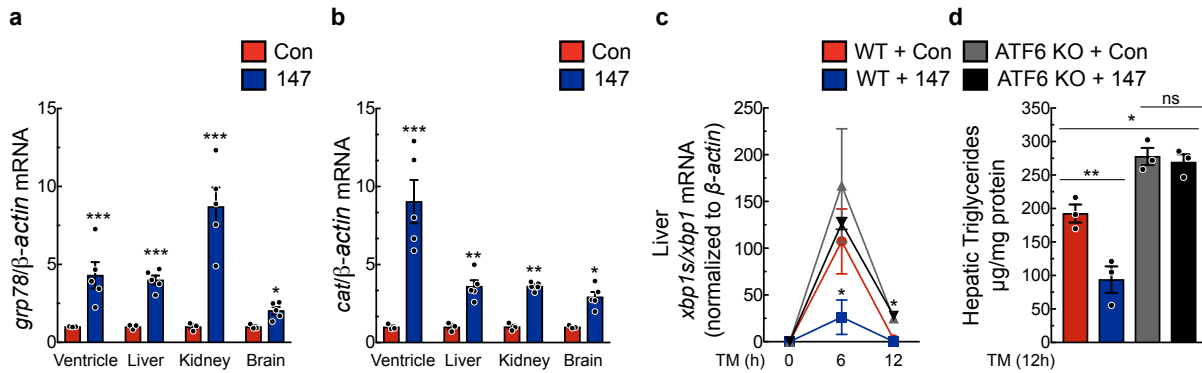 a
Con
147
grp78/β-actin mRNA
15
10
5
0
***
***
***
*
Ventricle Liver Kidney Brain
b
Con
147
cat/β-actin mRNA
15
10
5
0
***
**
**
*
Ventricle Liver Kidney Brain
c
WT + Con
WT + 147
Liver
xbp1s/xbp1 mRNA
(normalized to β-actin)
250
200
150
100
50
25
0
*
*
TM (h) 0 6 12
d
ATF6 KO + Con
ATF6 KO + 147
Hepatic Triglycerides
µg/mg protein
350
300
250
200
150
100
50
0
ns
*
**
TM (12h)